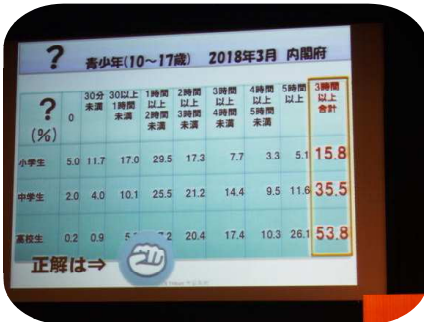 ? 青少年(10〜17歳) 2018年3月 内閣府
? (%) 0 30分未満 30以上1時間未満 1時間以上2時間未満 2時間以上3時間未満 3時間以上4時間未満 4時間以上5時間未満 5時間以上 3時間以上合計
小学生 5.0 11.7 17.0 29.5 17.3 7.7 3.3 5.1 15.8
中学生 2.0 4.0 10.1 25.5 21.2 14.4 9.5 11.6 35.5
高校生 0.2 0.9 20.4 17.4 10.3 26.1 53.8
正解は⇒